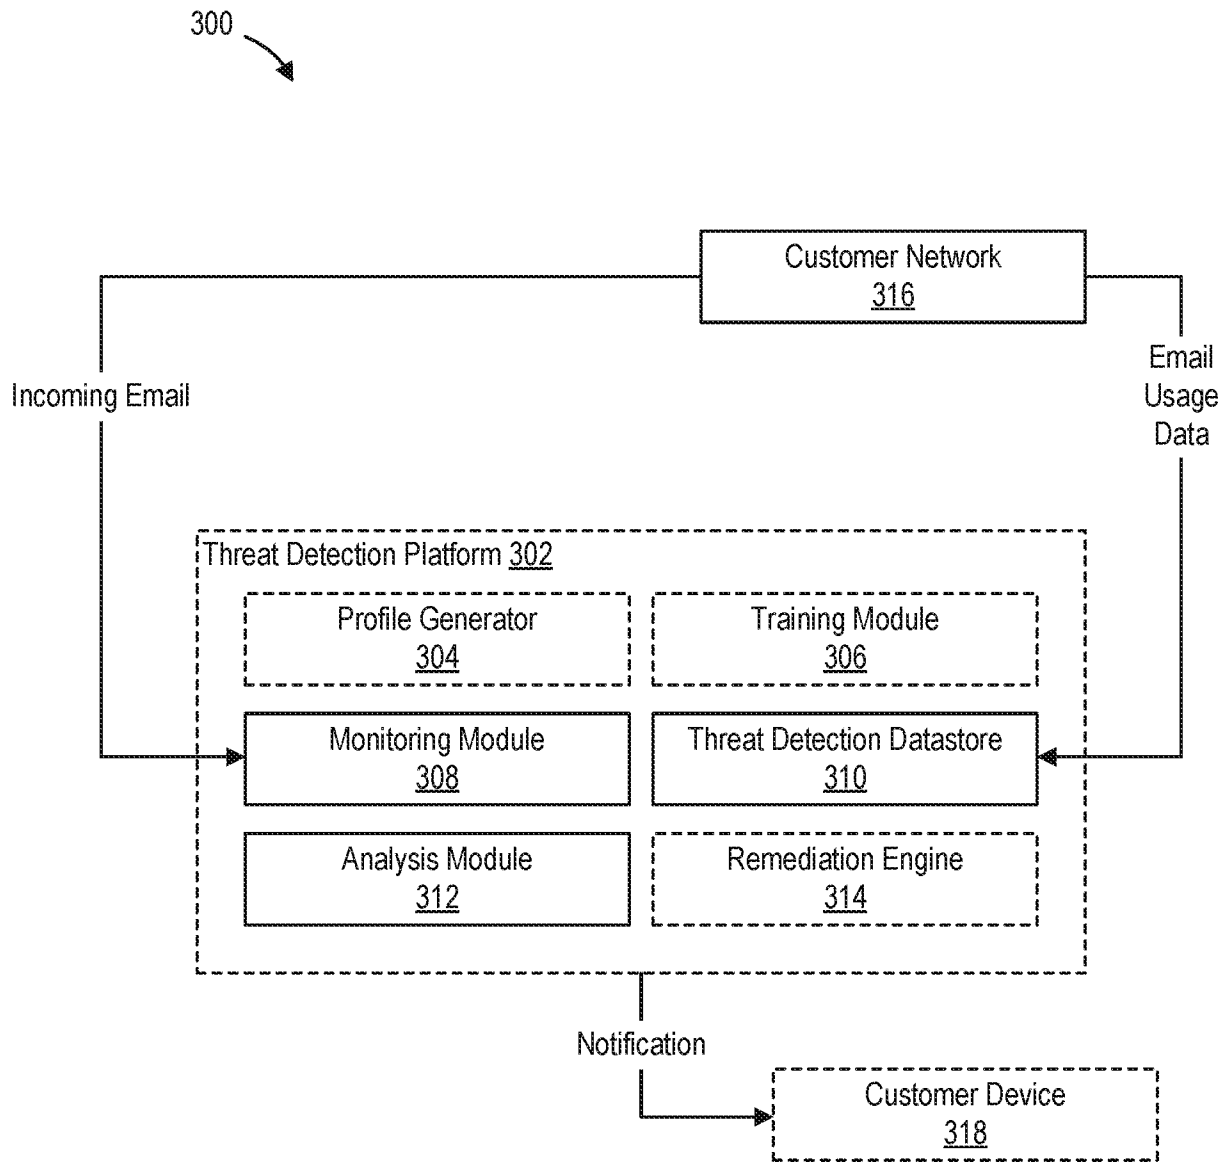 300
Customer Network
316
Incoming Email
Email
Usage
Data
Threat Detection Platform 302
Profile Generator
304
Training Module
306
Monitoring Module
308
Threat Detection Datastore
310
Analysis Module
312
Remediation Engine
314
Notification
Customer Device
318